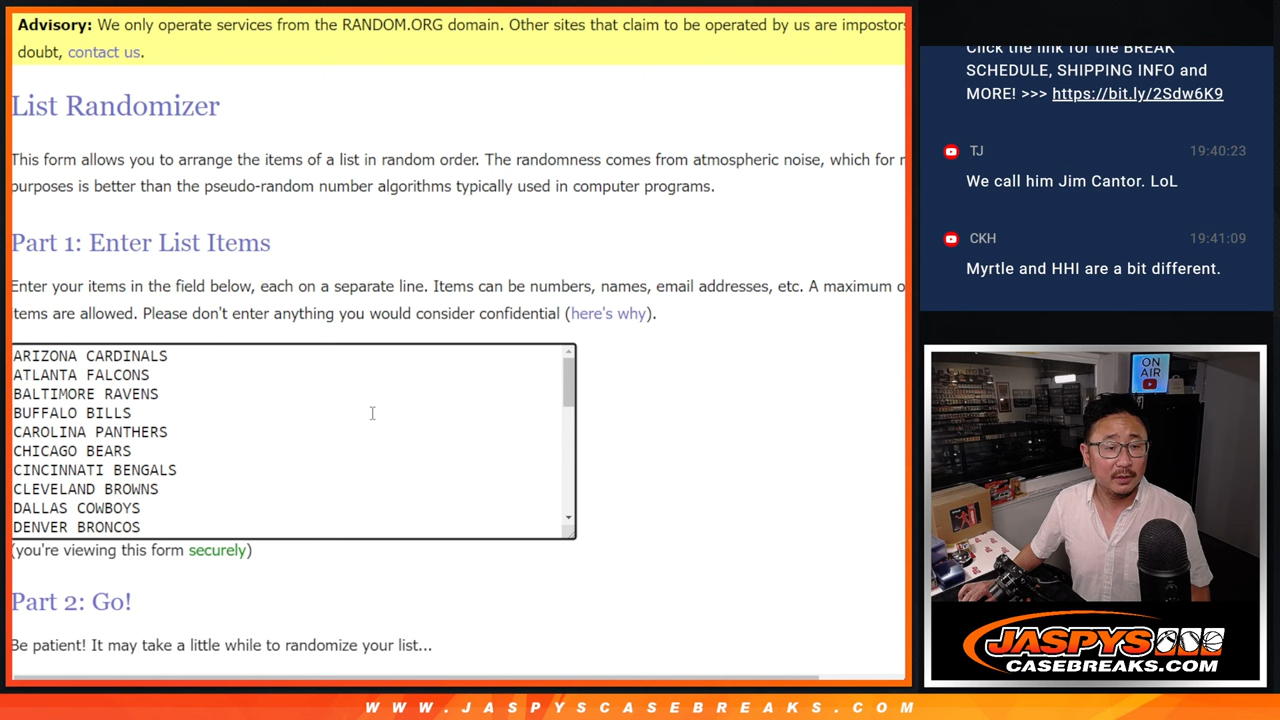 Advisory: We only operate services from the RANDOM.ORG domain. Other sites that claim to be operated by us are impostors
doubt, contact us.
List Randomizer
This form allows you to arrange the items of a list in random order. The randomness comes from atmospheric noise, which for
purposes is better than the pseudo-random number algorithms typically used in computer programs.
Part 1: Enter List Items
Enter your items in the field below, each on a separate line. Items can be numbers, names, email addresses, etc. A maximum
items are allowed. Please don't enter anything you would consider confidential (here's why).
ARIZONA CARDINALS
ATLANTA FALCONS
BALTIMORE RAVENS
BUFFALO BILLS
CAROLINA PANTHERS
CHICAGO BEARS
CINCINNATI BENGALS
CLEVELAND BROWNS
DALLAS COWBOYS
DENVER BRONCOS
(you're viewing this form securely)
Part 2: Go!
Be patient! It may take a little while to randomize your list...
Click the link for the BREAK
SCHEDULE, SHIPPING INFO and
MORE! >>> https://bit.ly/2Sdw6K9
TJ 19:40:23
We call him Jim Cantor. LoL
CKH 19:41:09
Myrtle and HHI are a bit different.
ON
AIR
JASPYS
CASEBREAKS.COM
WWW.JASPYSCASEBREAKS.COM